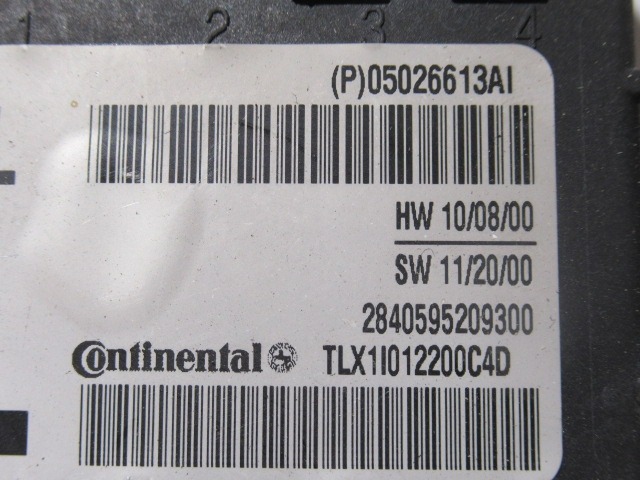 1 2 3 4
(P)05026613AI
HW 10/08/00
SW 11/20/00
2840595209300
Continental TLX1I012200C4D